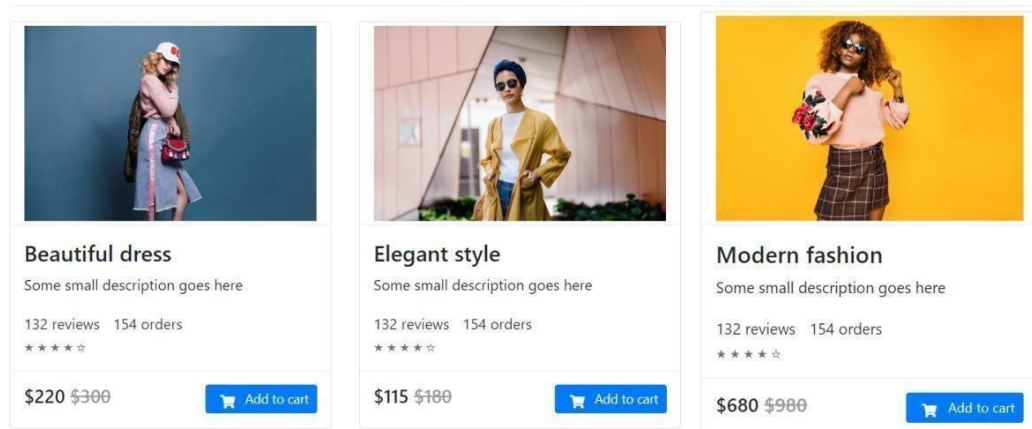 Beautiful dress
Some small description goes here
132 reviews 154 orders
★ ★ ★ ★ ☆
$220 $300
Add to cart
Elegant style
Some small description goes here
132 reviews 154 orders
★ ★ ★ ★ ☆
$115 $180
Add to cart
Modern fashion
Some small description goes here
132 reviews 154 orders
★ ★ ★ ★ ☆
$680 $980
Add to cart